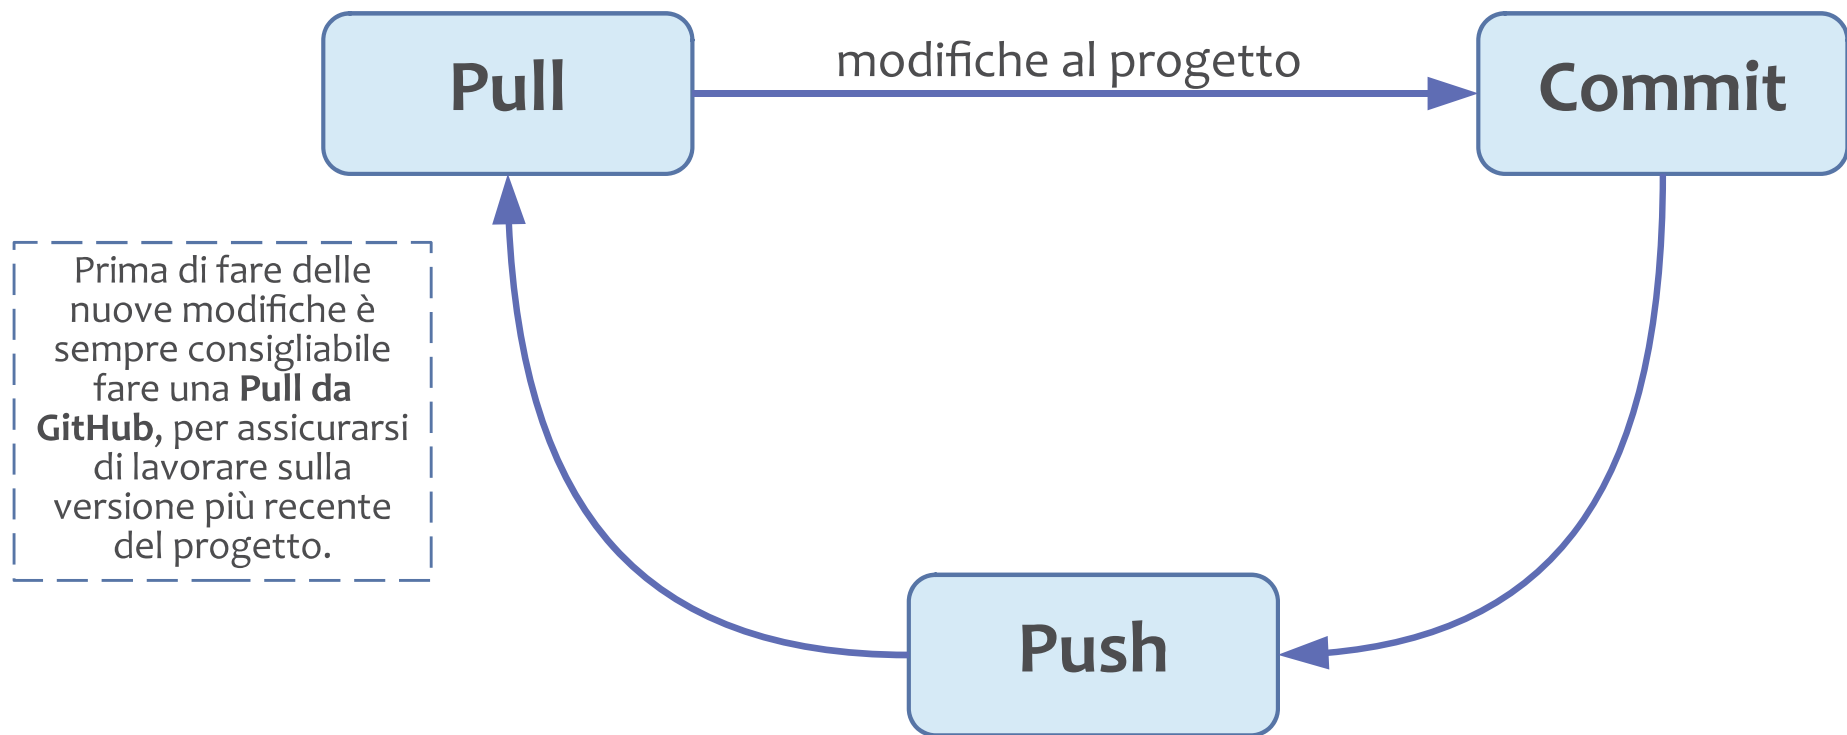 Pull
modifiche al progetto
Commit
Prima di fare delle
nuove modifiche è
sempre consigliabile
fare una Pull da
GitHub, per assicurarsi
di lavorare sulla
versione più recente
del progetto.
Push